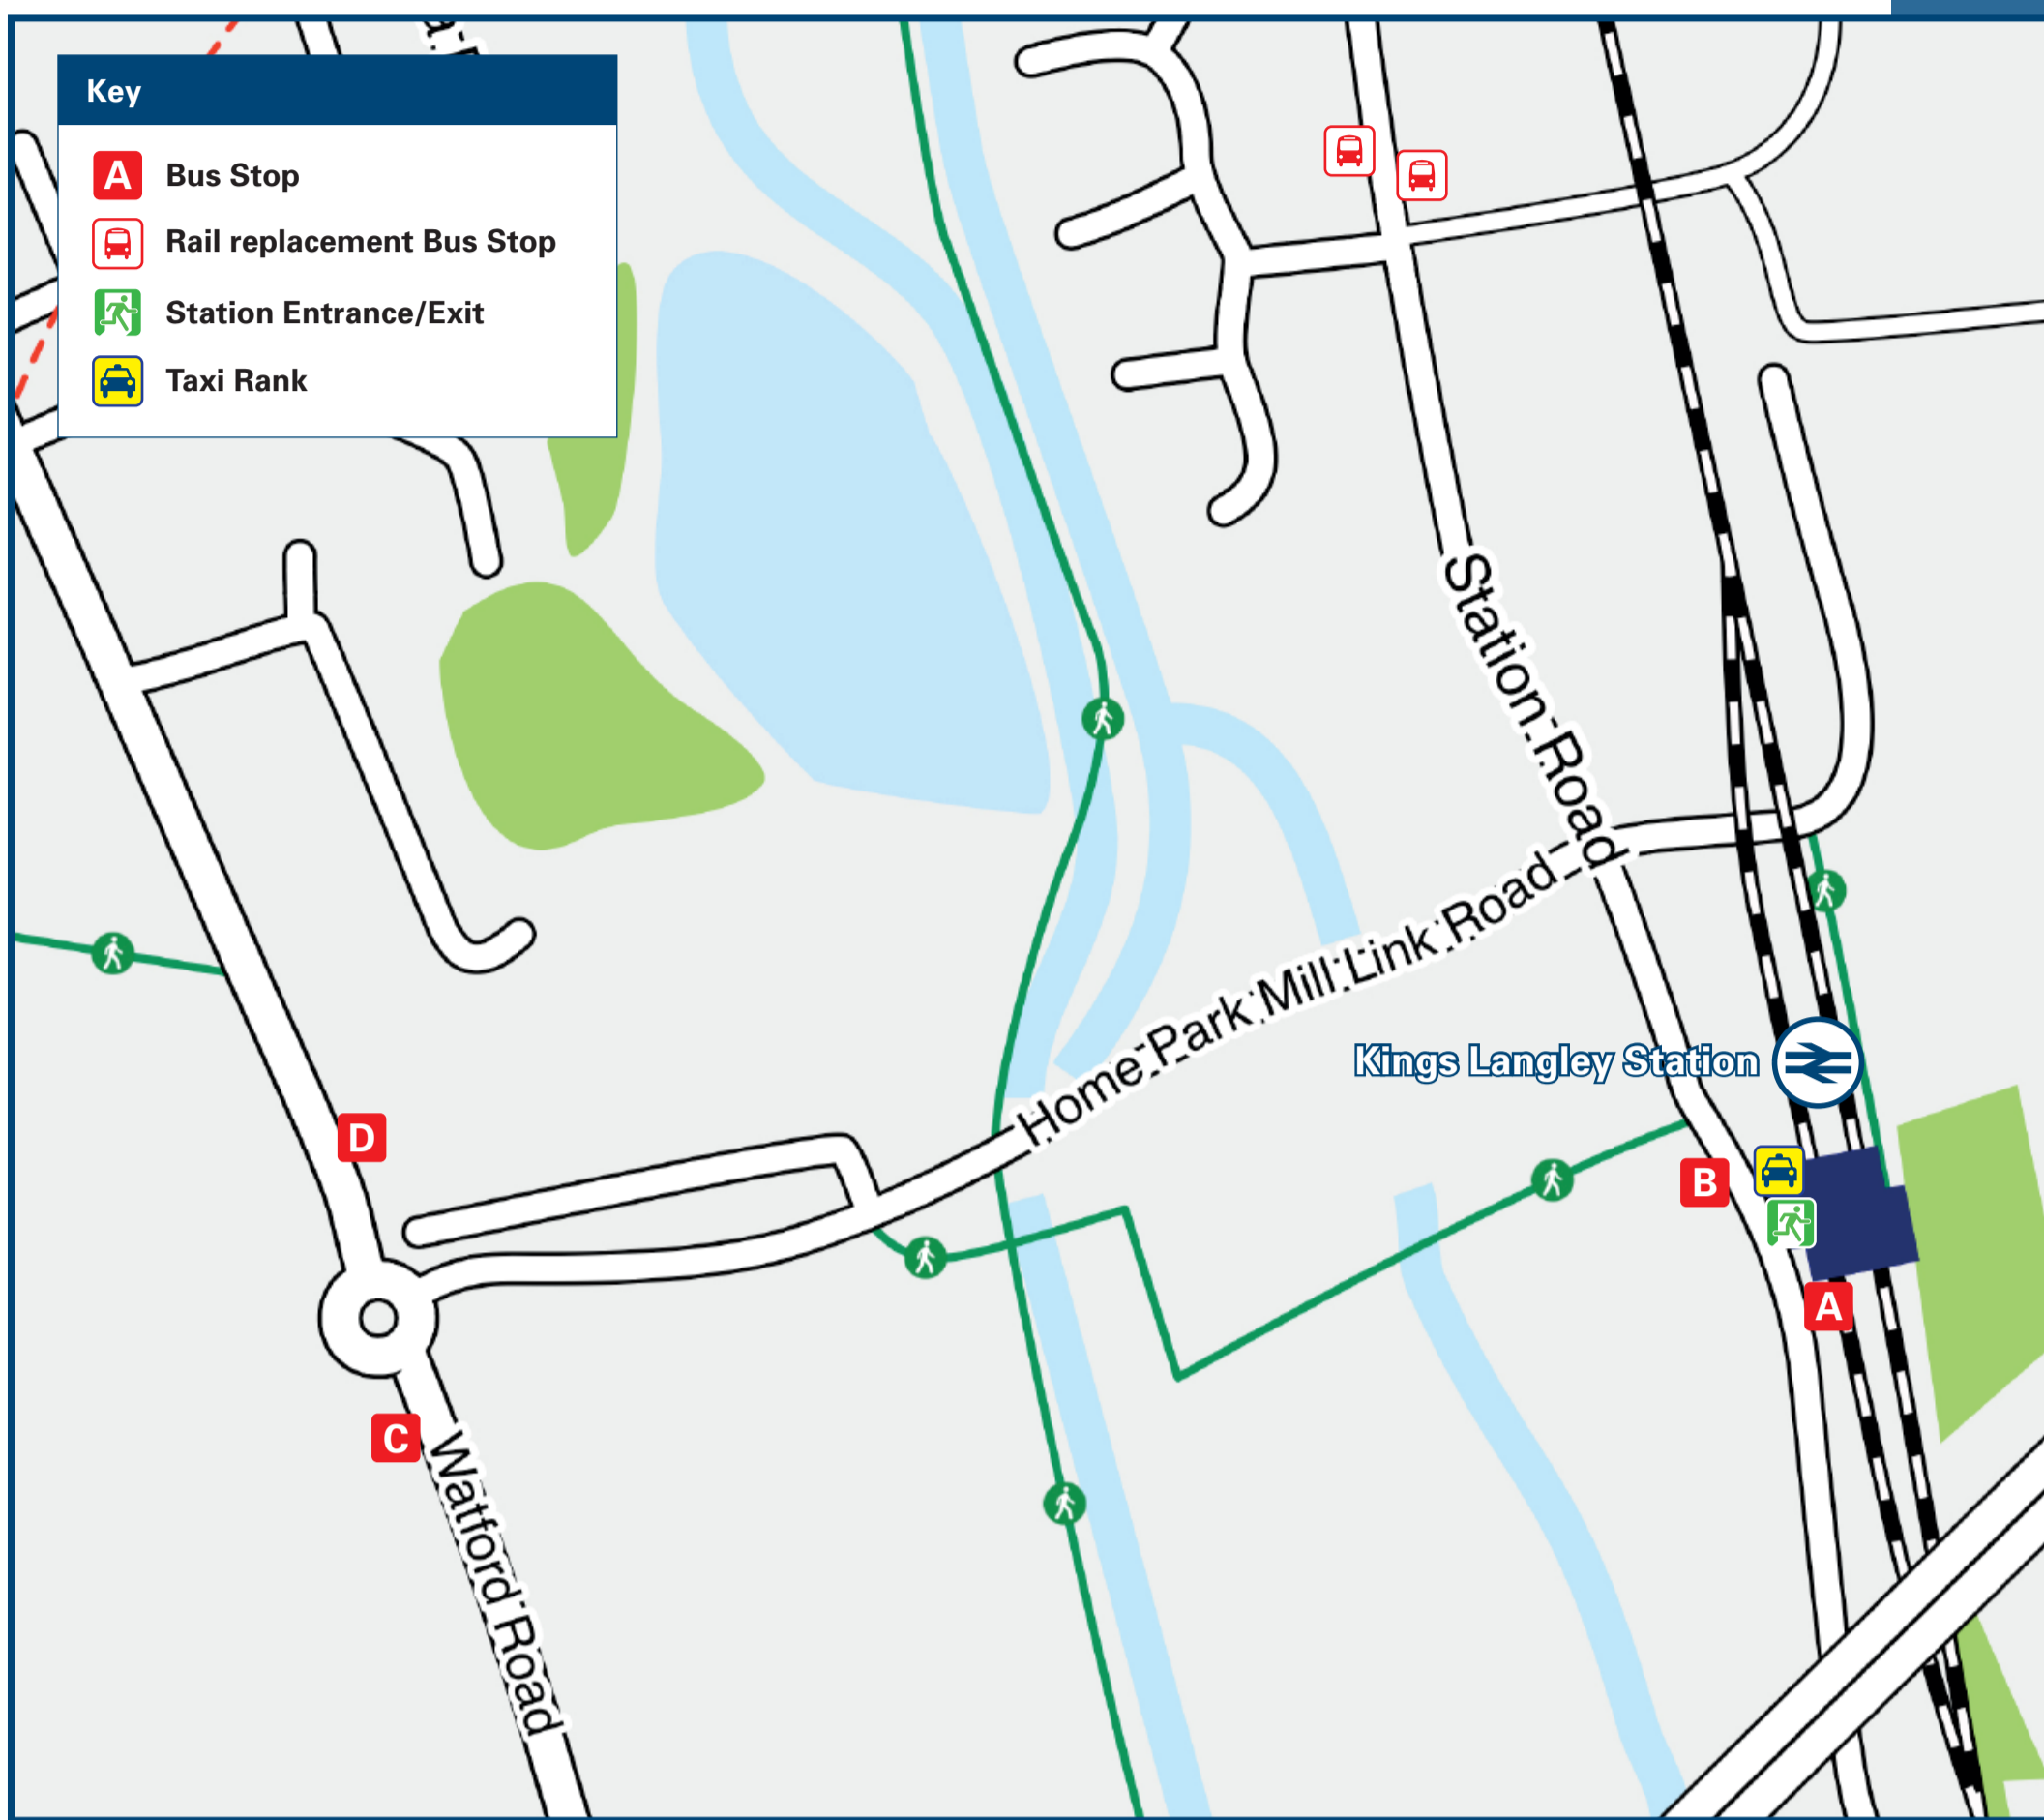 Key
A
Bus Stop
Rail replacement Bus Stop
Station Entrance/Exit
Taxi Rank
Station Road
Home Park Mill Link Road
Kings Langley Station
D
B
A
C
Watford Road